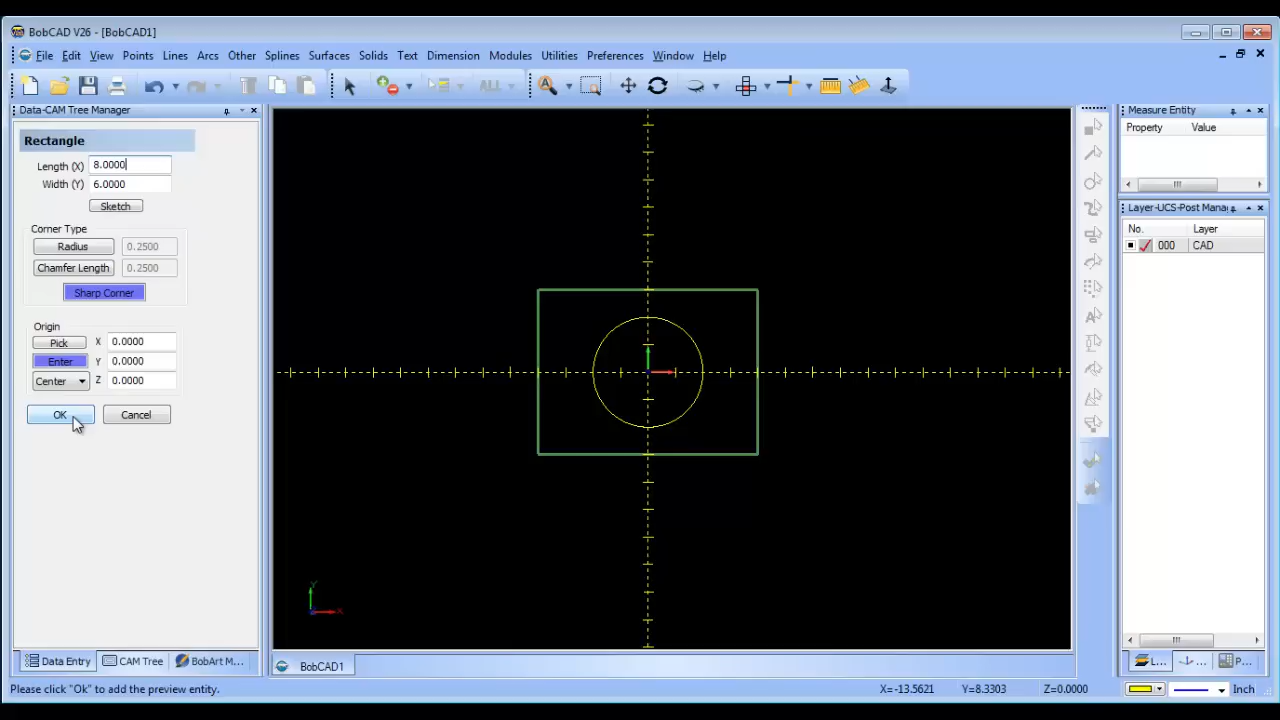 BobCAD V26 - [BobCAD1]
File Edit View Points Lines Arcs Other Splines Surfaces Solids Text Dimension Modules Utilities Preferences Window Help
ALL
Data-CAM Tree Manager
Rectangle
Length (X) 8.0000
Width (Y) 6.0000
Sketch
Corner Type
Radius 0.2500
Chamfer Length 0.2500
Sharp Corner
Origin
Pick X 0.0000
Enter Y 0.0000
Center Z 0.0000
OK Cancel
Data Entry CAM Tree BobArt M...
Y
X
BobCAD1
Measure Entity
Property Value
Layer-UCS-Post Mana
No. Layer
000 CAD
L... ... P...
Please click "Ok" to add the preview entity.
X=-13.5621 Y=8.3303 Z=0.0000
Inch